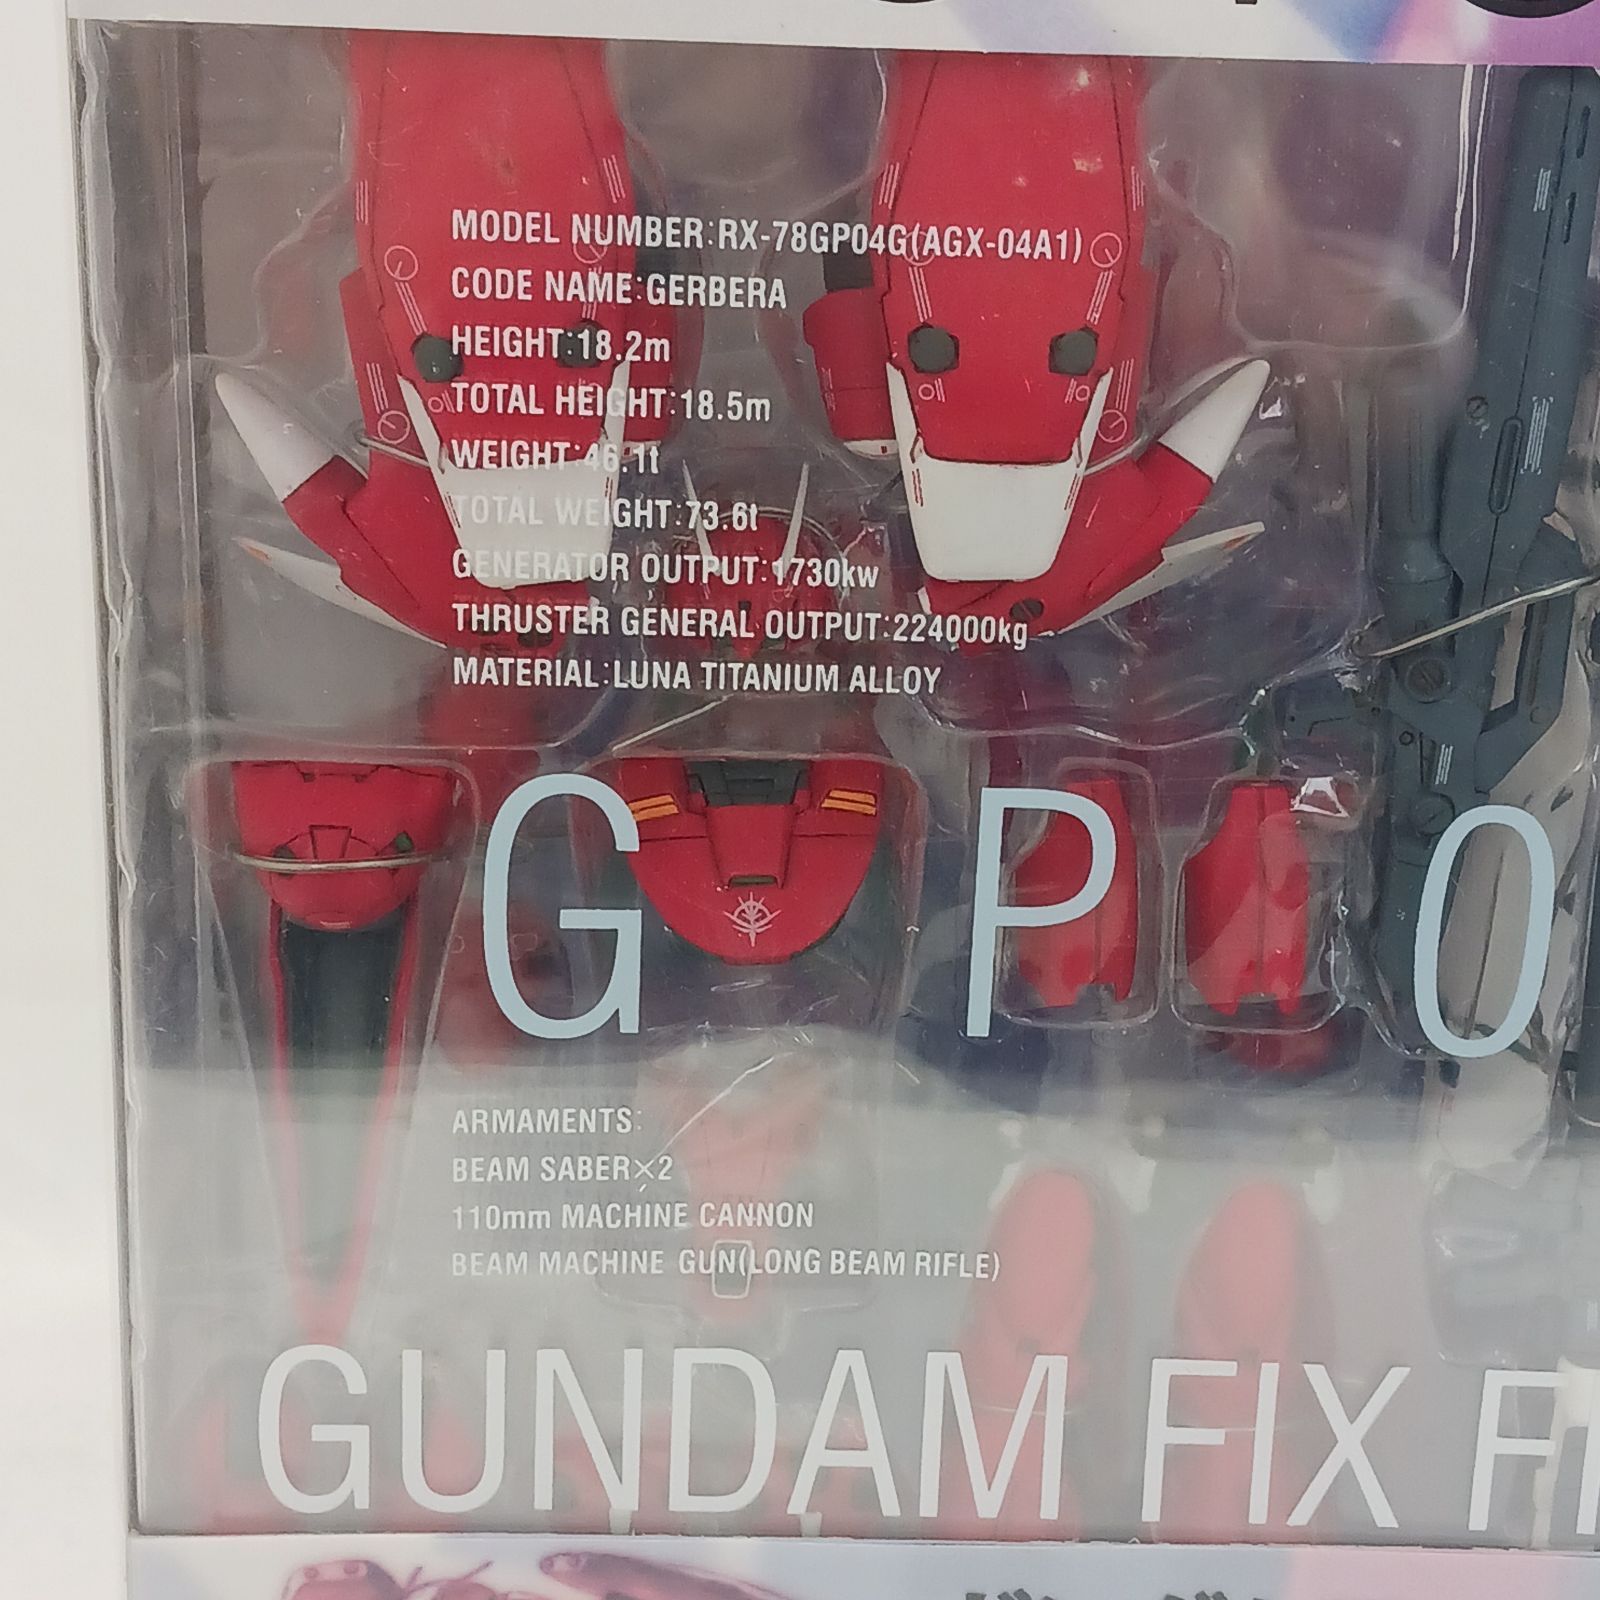 MODEL NUMBER:RX-78GP04G(AGX-04A1)
CODE NAME:GERBERA
HEIGHT:18.2m
TOTAL HEIGHT:18.5m
WEIGHT:46.1t
TOTAL WEIGHT:73.6t
GENERATOR OUTPUT:1730kw
THRUSTER GENERAL OUTPUT:224000kg
MATERIAL:LUNA TITANIUM ALLOY
G P 0
ARMAMENTS:
BEAM SABER×2
110mm MACHINE CANNON
BEAM MACHINE GUN(LONG BEAM RIFLE)
GUNDAM FIX